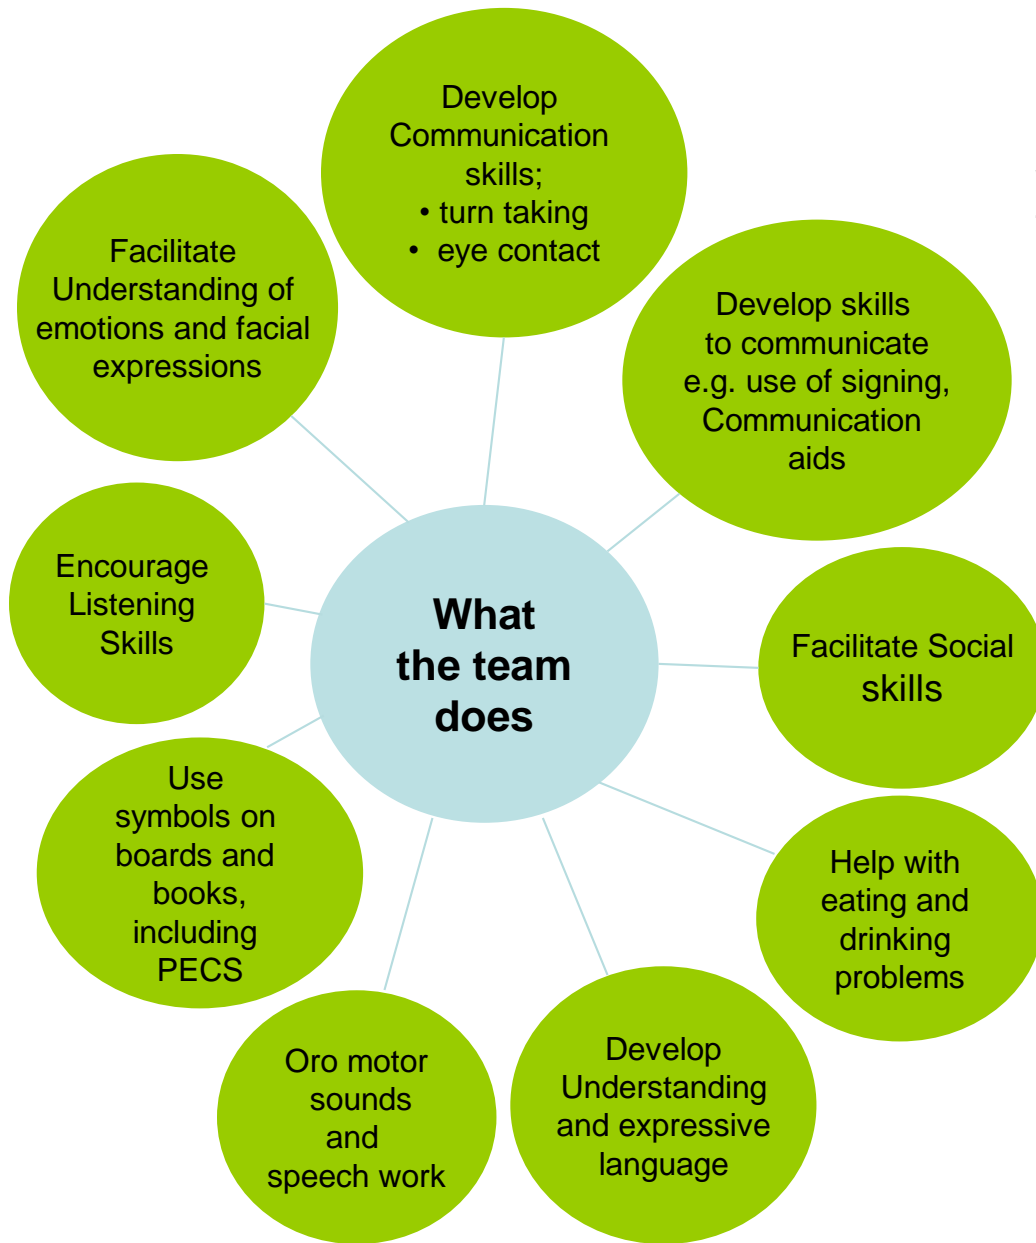 Develop
Communication
skills;
• turn taking
• eye contact
Facilitate
Understanding of
emotions and facial
expressions
Develop skills
to communicate
e.g. use of signing,
Communication
aids
Encourage
Listening
Skills
What
the team
does
Facilitate Social
skills
Use
symbols on
boards and
books,
including
PECS
Help with
eating and
drinking
problems
Oro motor
sounds
and
speech work
Develop
Understanding
and expressive
language